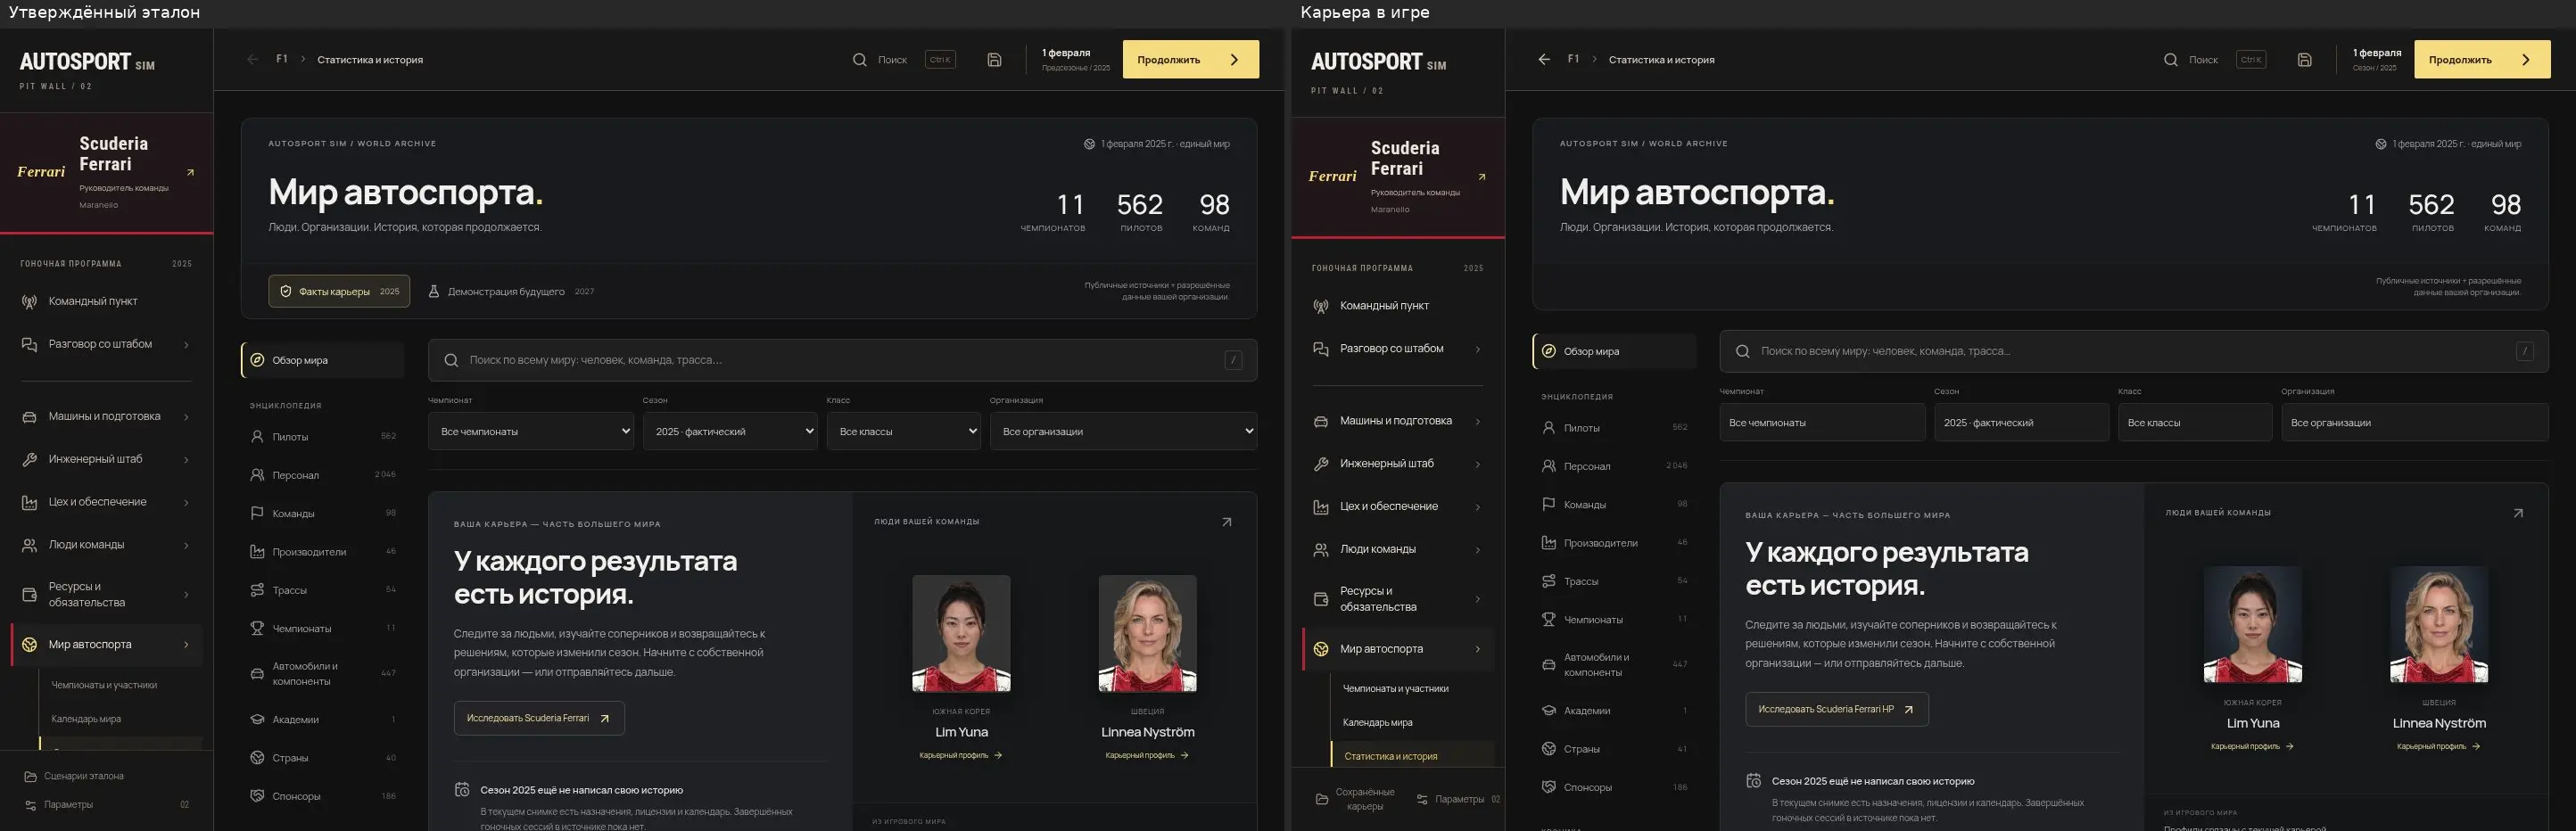 Утверждённый эталон
AUTOSPORT SIM
PIT WALL / 02
Ferrari
Scuderia
Ferrari
Руководитель команды
Maranello
ГОНОЧНАЯ ПРОГРАММА 2025
Командный пункт
Разговор со штабом
Машины и подготовка
Инженерный штаб
Цех и обеспечение
Люди команды
Ресурсы и
обязательства
Мир автоспорта
Чемпионаты и участники
Календарь мира
Сценарии эталона
Параметры 02
F1 > Статистика и история
Поиск Ctrl K
1 февраля
Предсезонье / 2025
Продолжить
AUTOSPORT SIM / WORLD ARCHIVE
1 февраля 2025 г. · единый мир
Мир автоспорта.
Люди. Организации. История, которая продолжается.
11 562 98
ЧЕМПИОНАТОВ ПИЛОТОВ КОМАНД
Факты карьеры 2025
Демонстрация будущего 2027
Публичные источники + разрешённые
данные вашей организации.
Обзор мира
ЭНЦИКЛОПЕДИЯ
Пилоты 562
Персонал 2 046
Команды 98
Производители 46
Трассы 54
Чемпионаты 11
Автомобили и
компоненты 447
Академии 1
Страны 40
Спонсоры 186
Поиск по всему миру: человек, команда, трасса… /
Чемпионат Сезон Класс Организация
Все чемпионаты 2025 · фактический Все классы Все организации
ВАША КАРЬЕРА — ЧАСТЬ БОЛЬШЕГО МИРА
У каждого результата
есть история.
Следите за людьми, изучайте соперников и возвращайтесь к
решениям, которые изменили сезон. Начните с собственной
организации — или отправляйтесь дальше.
Исследовать Scuderia Ferrari
Сезон 2025 ещё не написал свою историю
В текущем снимке есть назначения, лицензии и календарь. Завершённых
гоночных сессий в источнике пока нет.
ЛЮДИ ВАШЕЙ КОМАНДЫ
ЮЖНАЯ КОРЕЯ
Lim Yuna
Карьерный профиль →
ШВЕЦИЯ
Linnea Nyström
Карьерный профиль →
ИЗ ИГРОВОГО МИРА
Карьера в игре
AUTOSPORT SIM
PIT WALL / 02
Ferrari
Scuderia
Ferrari
Руководитель команды
Maranello
ГОНОЧНАЯ ПРОГРАММА 2025
Командный пункт
Разговор со штабом
Машины и подготовка
Инженерный штаб
Цех и обеспечение
Люди команды
Ресурсы и
обязательства
Мир автоспорта
Чемпионаты и участники
Календарь мира
Статистика и история
Сохранённые
карьеры
Параметры 02
F1 > Статистика и история
Поиск Ctrl K
1 февраля
Сезон / 2025
Продолжить
AUTOSPORT SIM / WORLD ARCHIVE
1 февраля 2025 г. · единый мир
Мир автоспорта.
Люди. Организации. История, которая продолжается.
11 562 98
ЧЕМПИОНАТОВ ПИЛОТОВ КОМАНД
Публичные источники + разрешённые
данные вашей организации.
Обзор мира
ЭНЦИКЛОПЕДИЯ
Пилоты 562
Персонал 2 046
Команды 98
Производители 46
Трассы 54
Чемпионаты 11
Автомобили и
компоненты 447
Академии 1
Страны 41
Спонсоры 186
Поиск по всему миру: человек, команда, трасса… /
Чемпионат Сезон Класс Организация
Все чемпионаты 2025 · фактический Все классы Все организации
ВАША КАРЬЕРА — ЧАСТЬ БОЛЬШЕГО МИРА
У каждого результата
есть история.
Следите за людьми, изучайте соперников и возвращайтесь к
решениям, которые изменили сезон. Начните с собственной
организации — или отправляйтесь дальше.
Исследовать Scuderia Ferrari HP
Сезон 2025 ещё не написал свою историю
В текущем снимке есть назначения, лицензии и календарь. Завершённых
гоночных сессий в источнике пока нет.
ЛЮДИ ВАШЕЙ КОМАНДЫ
ЮЖНАЯ КОРЕЯ
Lim Yuna
Карьерный профиль →
ШВЕЦИЯ
Linnea Nyström
Карьерный профиль →
ИЗ ИГРОВОГО МИРА